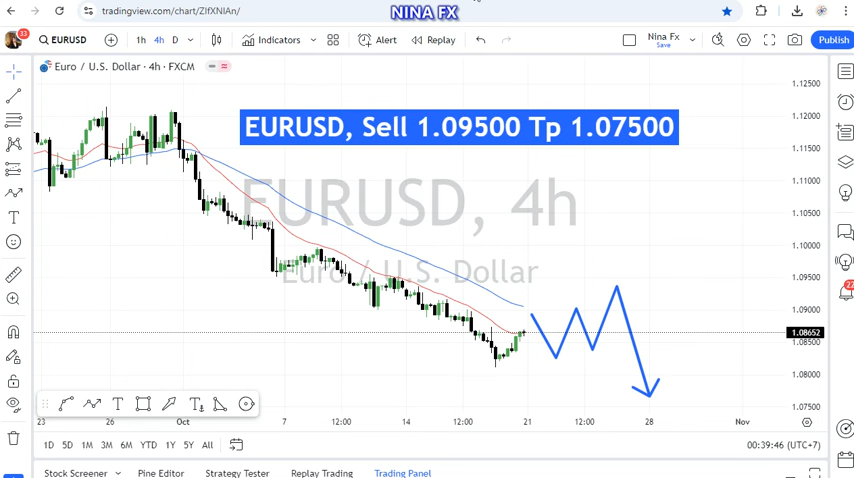 tradingview.com/chart/ZIfXNIAn/
NINA FX
33
EURUSD
1h 4h D
Indicators
Alert
Replay
Nina Fx
Save
Publish
Euro / U.S. Dollar · 4h · FXCM
EURUSD, Sell 1.09500 Tp 1.07500
EURUSD, 4h
Euro / U.S. Dollar
1.12500
1.12000
1.11500
1.11000
1.10500
1.10000
1.09500
1.09000
1.08652
1.08500
1.08000
1.07500
23 26 Oct 7 12:00 14 12:00 21 12:00 28 Nov
1D 5D 1M 3M 6M YTD 1Y 5Y All
00:39:46 (UTC+7)
Stock Screener Pine Editor Strategy Tester Replay Trading Trading Panel